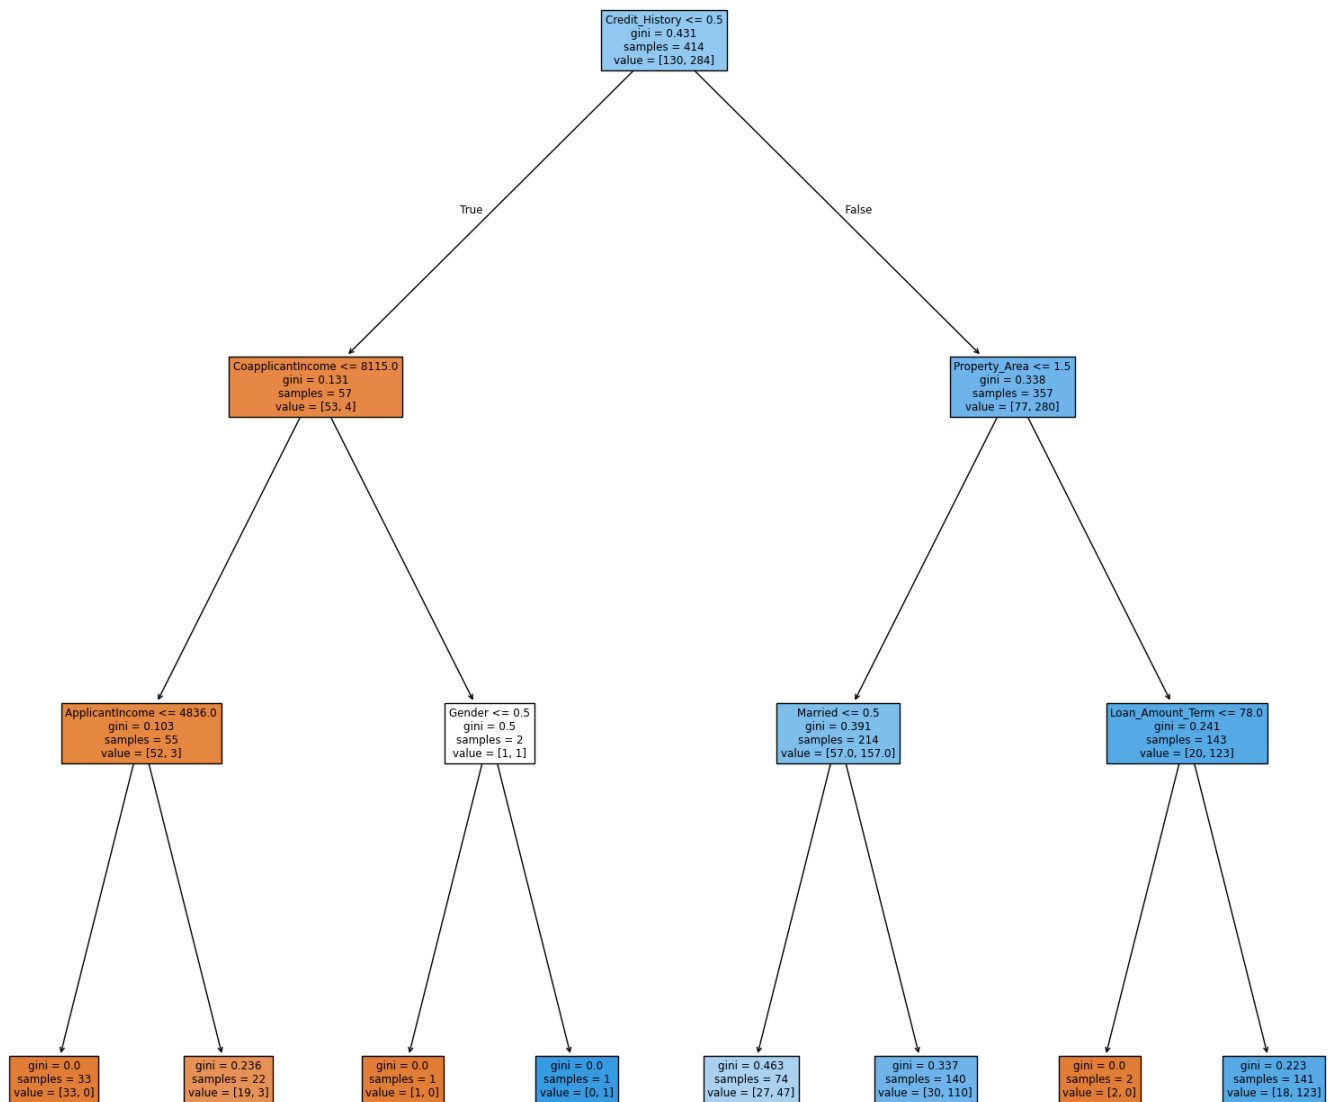 Credit_History <= 0.5
gini = 0.431
samples = 414
value = [130, 284]
True
False
CoapplicantIncome <= 8115.0
gini = 0.131
samples = 57
value = [53, 4]
Property_Area <= 1.5
gini = 0.338
samples = 357
value = [77, 280]
ApplicantIncome <= 4836.0
gini = 0.103
samples = 55
value = [52, 3]
Gender <= 0.5
gini = 0.5
samples = 2
value = [1, 1]
Married <= 0.5
gini = 0.391
samples = 214
value = [57.0, 157.0]
Loan_Amount_Term <= 78.0
gini = 0.241
samples = 143
value = [20, 123]
gini = 0.0
samples = 33
value = [33, 0]
gini = 0.236
samples = 22
value = [19, 3]
gini = 0.0
samples = 1
value = [1, 0]
gini = 0.0
samples = 1
value = [0, 1]
gini = 0.463
samples = 74
value = [27, 47]
gini = 0.337
samples = 140
value = [30, 110]
gini = 0.0
samples = 2
value = [2, 0]
gini = 0.223
samples = 141
value = [18, 123]